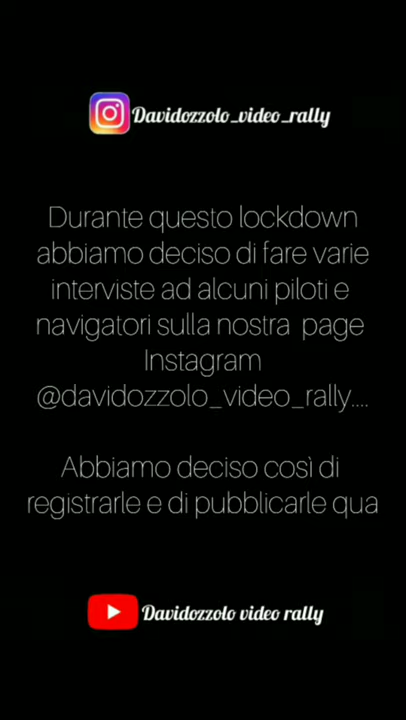 Davidozzolo_video_rally
Durante questo lockdown
abbiamo deciso di fare varie
interviste ad alcuni piloti e
navigatori sulla nostra page
Instagram
@davidozzolo_video_rally....
Abbiamo deciso così di
registrarle e di pubblicarle qua
Davidozzolo video rally